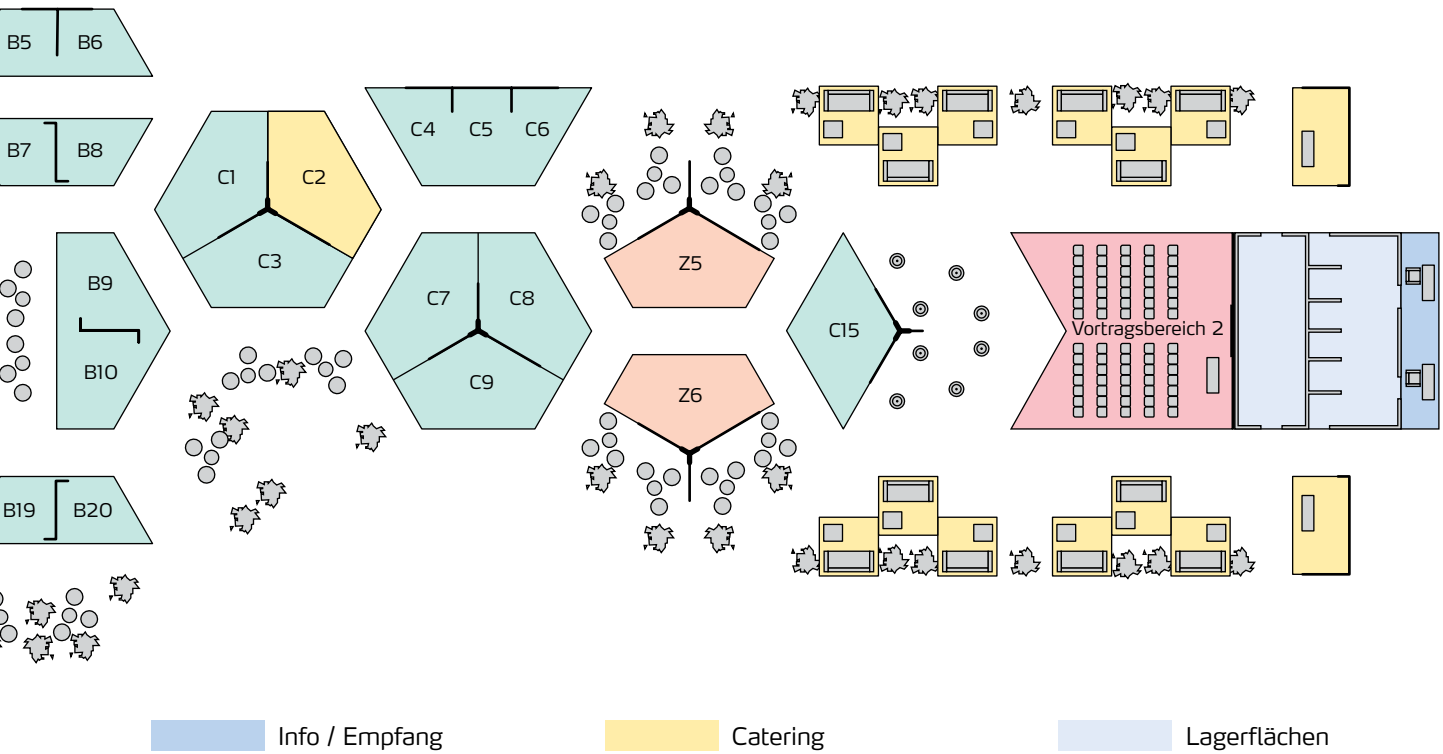 B5 B6
B7 B8
C1 C2
C3
C4 C5 C6
B9
B10
C7 C8
C9
Z5
Z6
C15
Vortragsbereich 2
B19 B20
Info / Empfang
Catering
Lagerflächen